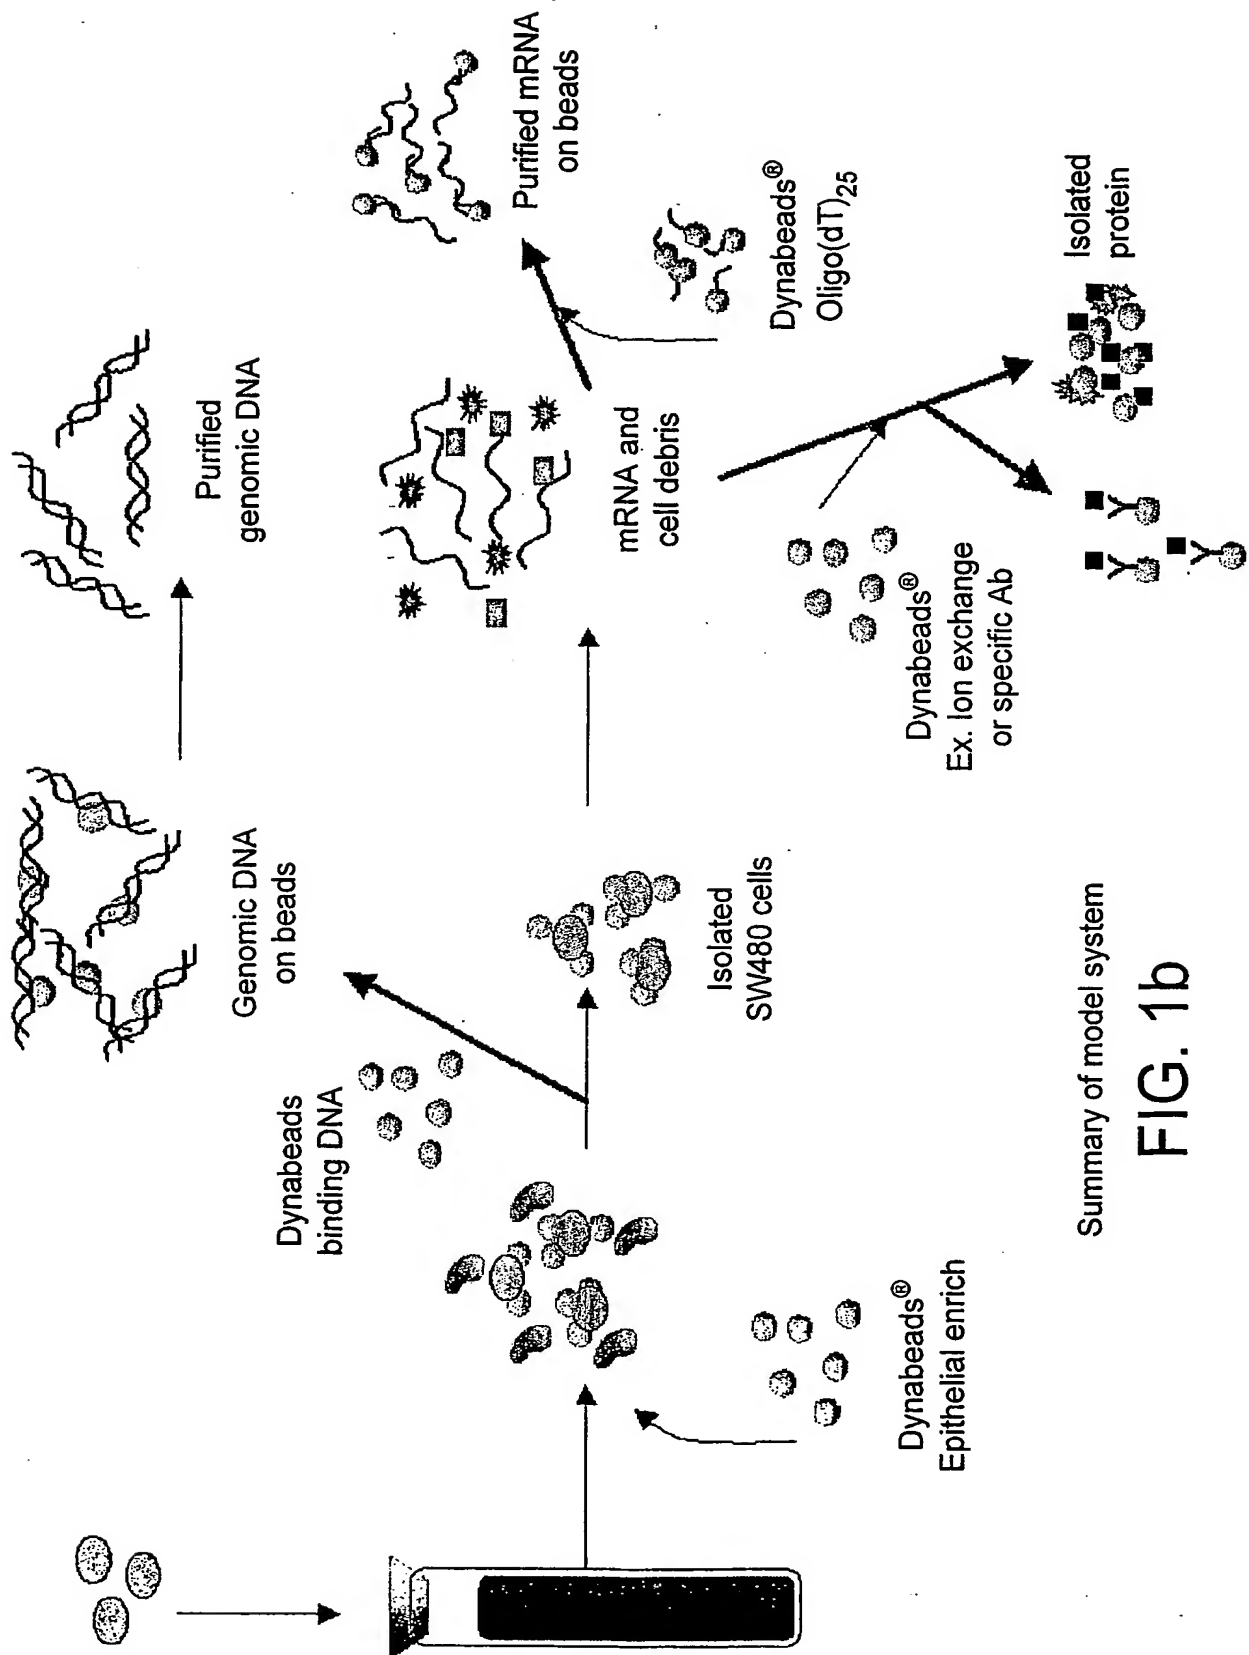 Dynabeads
binding DNA
Genomic DNA
on beads
Purified
genomic DNA
Dynabeads®
Epithelial enrich
Isolated
SW480 cells
mRNA and
cell debris
Purified mRNA
on beads
Dynabeads®
Oligo(dT)25
Dynabeads®
Ex. Ion exchange
or specific Ab
Isolated
protein
Summary of model system
FIG. 1b